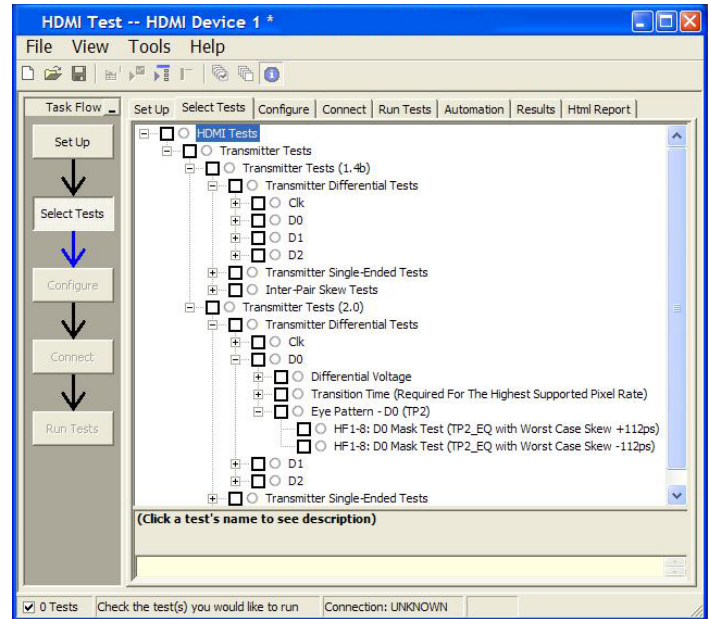 HDMI Test -- HDMI Device 1 *
File View Tools Help
Task Flow
Set Up
Select Tests
Configure
Connect
Run Tests
Set Up Select Tests Configure Connect Run Tests Automation Results Html Report
HDMI Tests
Transmitter Tests
Transmitter Tests (1.4b)
Transmitter Differential Tests
Clk
D0
D1
D2
Transmitter Single-Ended Tests
Inter-Pair Skew Tests
Transmitter Tests (2.0)
Transmitter Differential Tests
Clk
D0
Differential Voltage
Transition Time (Required For The Highest Supported Pixel Rate)
Eye Pattern - D0 (TP2)
HF1-8: D0 Mask Test (TP2_EQ with Worst Case Skew +112ps)
HF1-8: D0 Mask Test (TP2_EQ with Worst Case Skew -112ps)
D1
D2
Transmitter Single-Ended Tests
(Click a test's name to see description)
0 Tests Check the test(s) you would like to run Connection: UNKNOWN